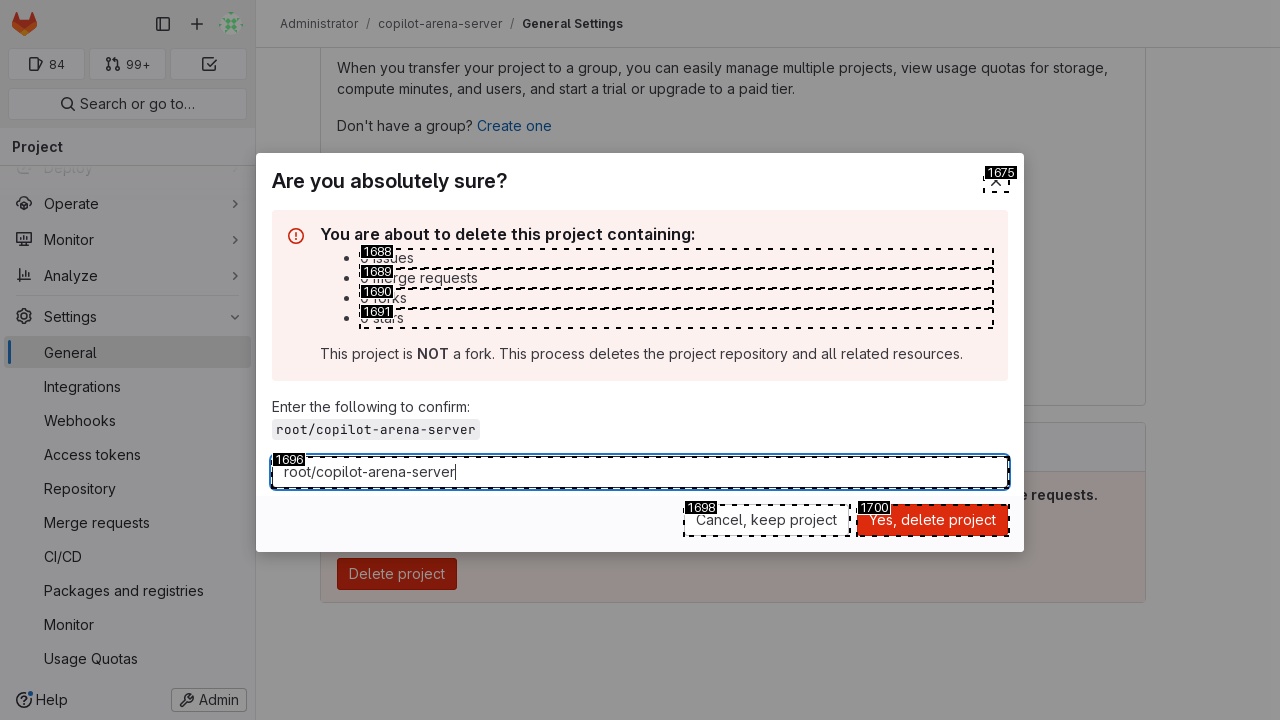 Administrator / copilot-arena-server / General Settings
84
99+
Search or go to…
Project
Deploy
Operate
Monitor
Analyze
Settings
General
Integrations
Webhooks
Access tokens
Repository
Merge requests
CI/CD
Packages and registries
Monitor
Usage Quotas
Help
Admin
When you transfer your project to a group, you can easily manage multiple projects, view usage quotas for storage,
compute minutes, and users, and start a trial or upgrade to a paid tier.
Don't have a group? Create one
1675
Are you absolutely sure?
You are about to delete this project containing:
1688
0 issues
1689
0 merge requests
1690
0 forks
1691
0 stars
This project is NOT a fork. This process deletes the project repository and all related resources.
Enter the following to confirm:
root/copilot-arena-server
1696
root/copilot-arena-server
1698
Cancel, keep project
1700
Yes, delete project
requests.
Delete project